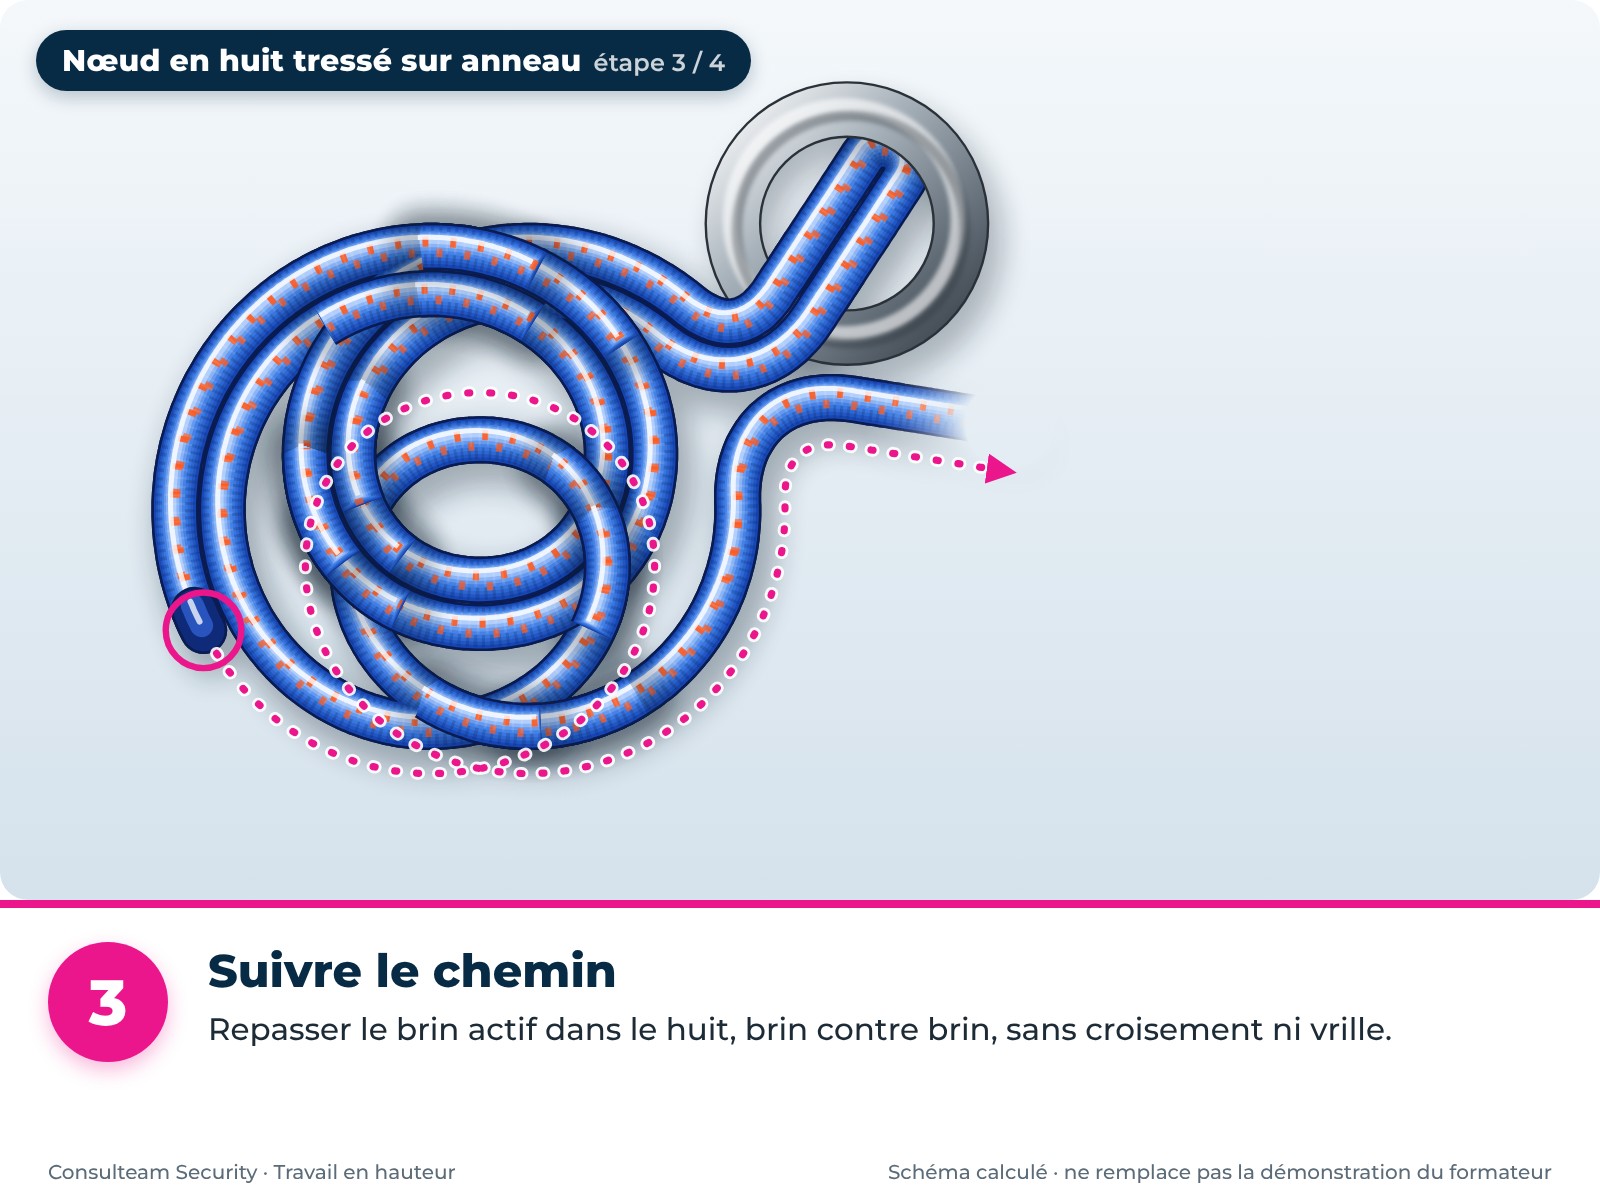 Nœud en huit tressé sur anneau étape 3 / 4
3
Suivre le chemin
Repasser le brin actif dans le huit, brin contre brin, sans croisement ni vrille.
Consulteam Security · Travail en hauteur
Schéma calculé · ne remplace pas la démonstration du formateur